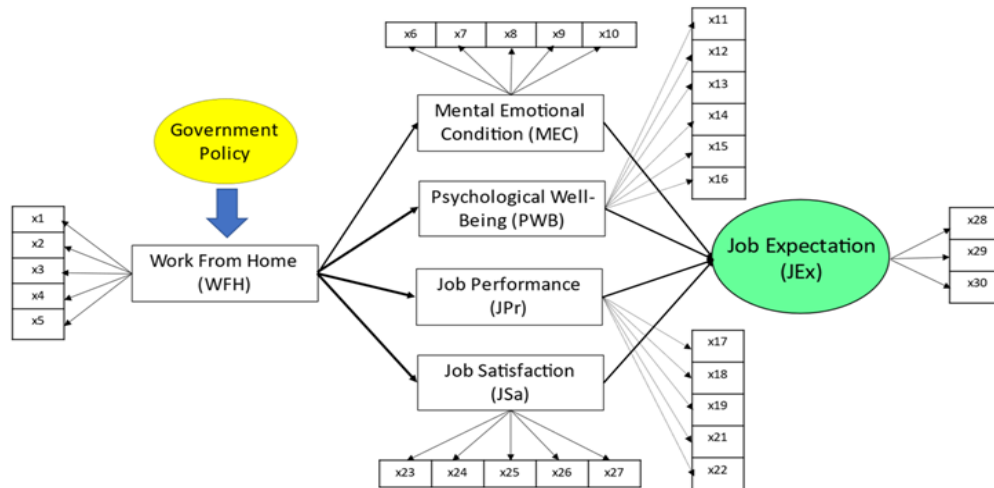 x6 x7 x8 x9 x10
x11
x12
x13
x14
x15
x16
Government
Policy
Mental Emotional
Condition (MEC)
Psychological Well-
Being (PWB)
x1
x2
x3
x4
x5
Work From Home
(WFH)
Job Performance
(JPr)
Job Satisfaction
(JSa)
Job Expectation
(JEx)
x28
x29
x30
x17
x18
x19
x21
x22
x23 x24 x25 x26 x27